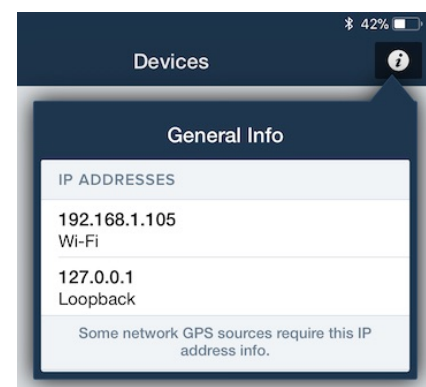 42%
Devices
General Info
IP ADDRESSES
192.168.1.105
Wi-Fi
127.0.0.1
Loopback
Some network GPS sources require this IP
address info.